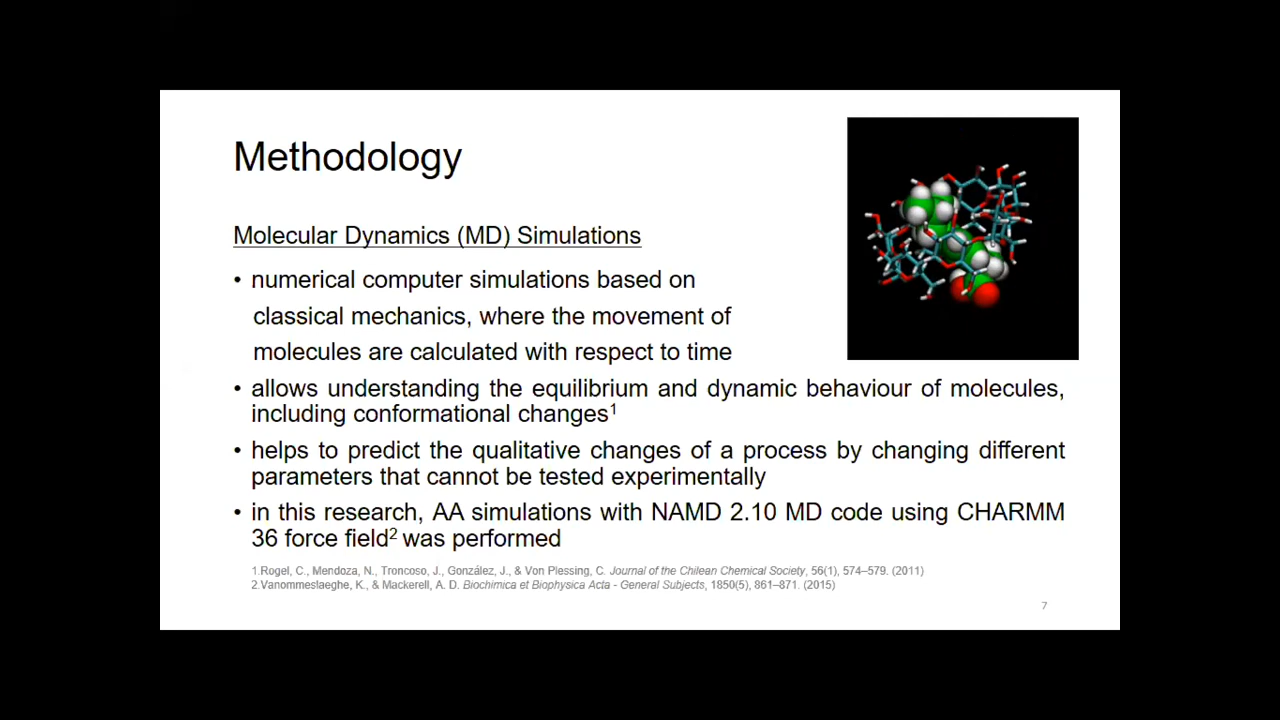 Methodology
Molecular Dynamics (MD) Simulations
• numerical computer simulations based on
classical mechanics, where the movement of
molecules are calculated with respect to time
• allows understanding the equilibrium and dynamic behaviour of molecules,
including conformational changes¹
• helps to predict the qualitative changes of a process by changing different
parameters that cannot be tested experimentally
• in this research, AA simulations with NAMD 2.10 MD code using CHARMM
36 force field² was performed
1.Rogel, C., Mendoza, N., Troncoso, J., González, J., & Von Plessing, C. Journal of the Chilean Chemical Society, 56(1), 574–579. (2011)
2.Vanommeslaeghe, K., & Mackerell, A. D. Biochimica et Biophysica Acta - General Subjects, 1850(5), 861–871. (2015)
7